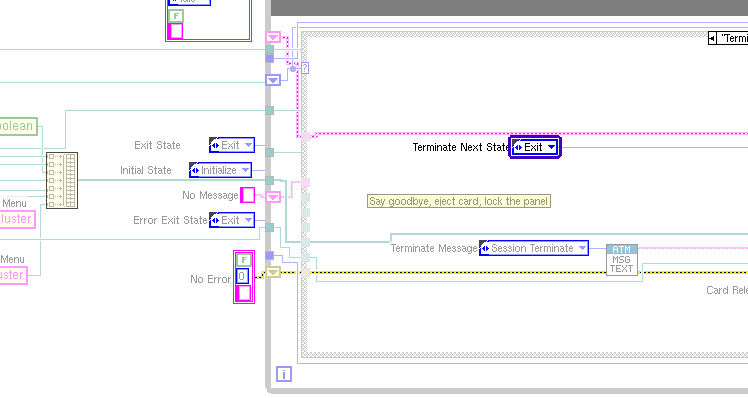 Idle
F
"Termi
?
oolean
Exit State
Exit
Terminate Next State
Exit
Initial State
Initialize
No Message
Menu
luster
Say goodbye, eject card, lock the panel
Error Exit State
Exit
Terminate Message
Session Terminate
ATM
MSG
TEXT
Menu
uster
F
No Error
0
Card Rele
i